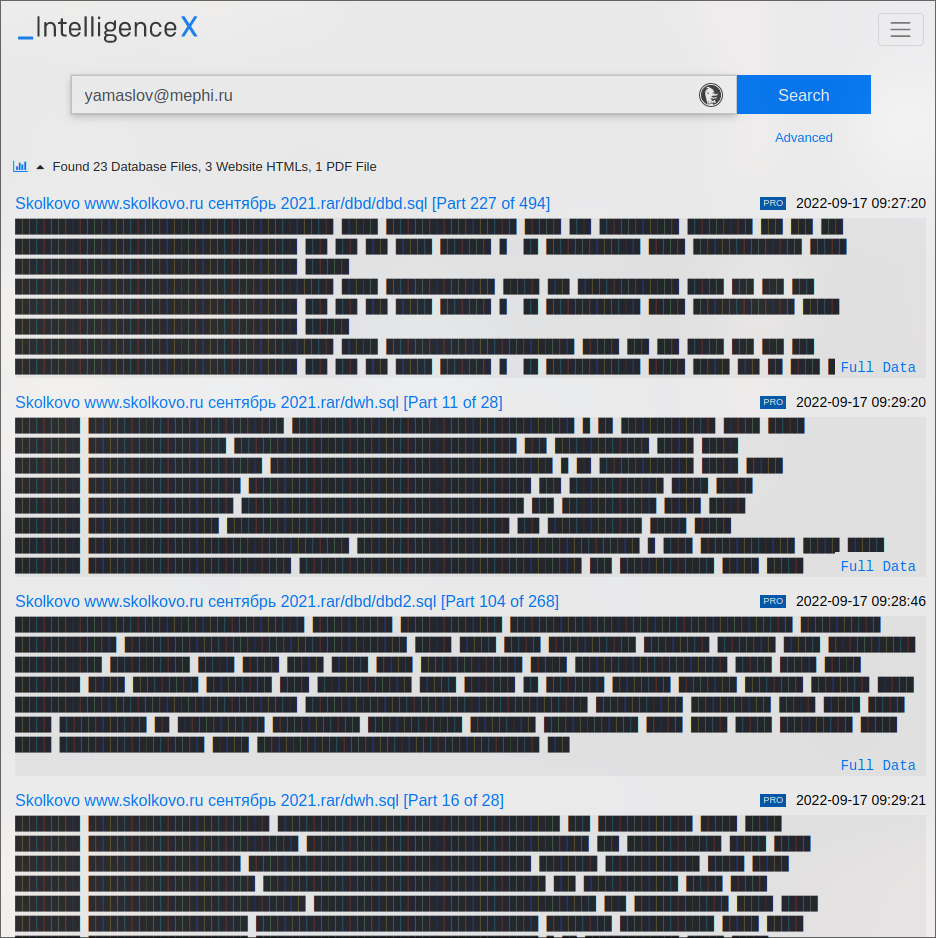 _IntelligenceX
yamaslov@mephi.ru
Search
Advanced
Found 23 Database Files, 3 Website HTMLs, 1 PDF File
Skolkovo www.skolkovo.ru сентябрь 2021.rar/dbd/dbd.sql [Part 227 of 494] PRO 2022-09-17 09:27:20
Full Data
Skolkovo www.skolkovo.ru сентябрь 2021.rar/dwh.sql [Part 11 of 28] PRO 2022-09-17 09:29:20
Full Data
Skolkovo www.skolkovo.ru сентябрь 2021.rar/dbd/dbd2.sql [Part 104 of 268] PRO 2022-09-17 09:28:46
Full Data
Skolkovo www.skolkovo.ru сентябрь 2021.rar/dwh.sql [Part 16 of 28] PRO 2022-09-17 09:29:21